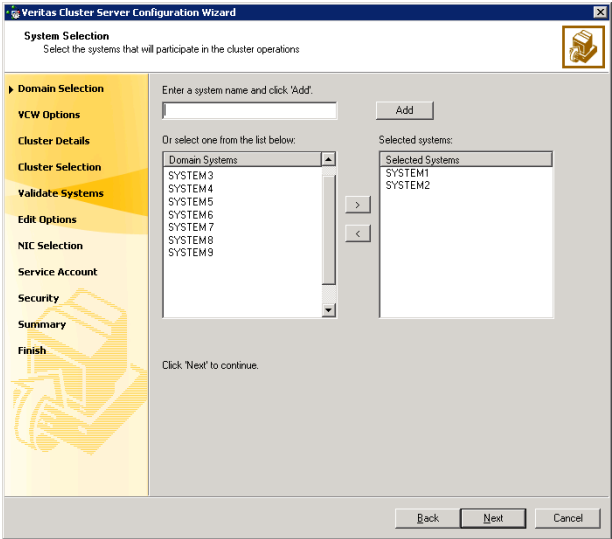 Veritas Cluster Server Configuration Wizard
System Selection
Select the systems that will participate in the cluster operations
Domain Selection
VCW Options
Cluster Details
Cluster Selection
Validate Systems
Edit Options
NIC Selection
Service Account
Security
Summary
Finish
Enter a system name and click 'Add'.
Add
Or select one from the list below:
Domain Systems
SYSTEM3
SYSTEM4
SYSTEM5
SYSTEM6
SYSTEM7
SYSTEM8
SYSTEM9
>
<
Selected systems:
Selected Systems
SYSTEM1
SYSTEM2
Click 'Next' to continue.
Back
Next
Cancel